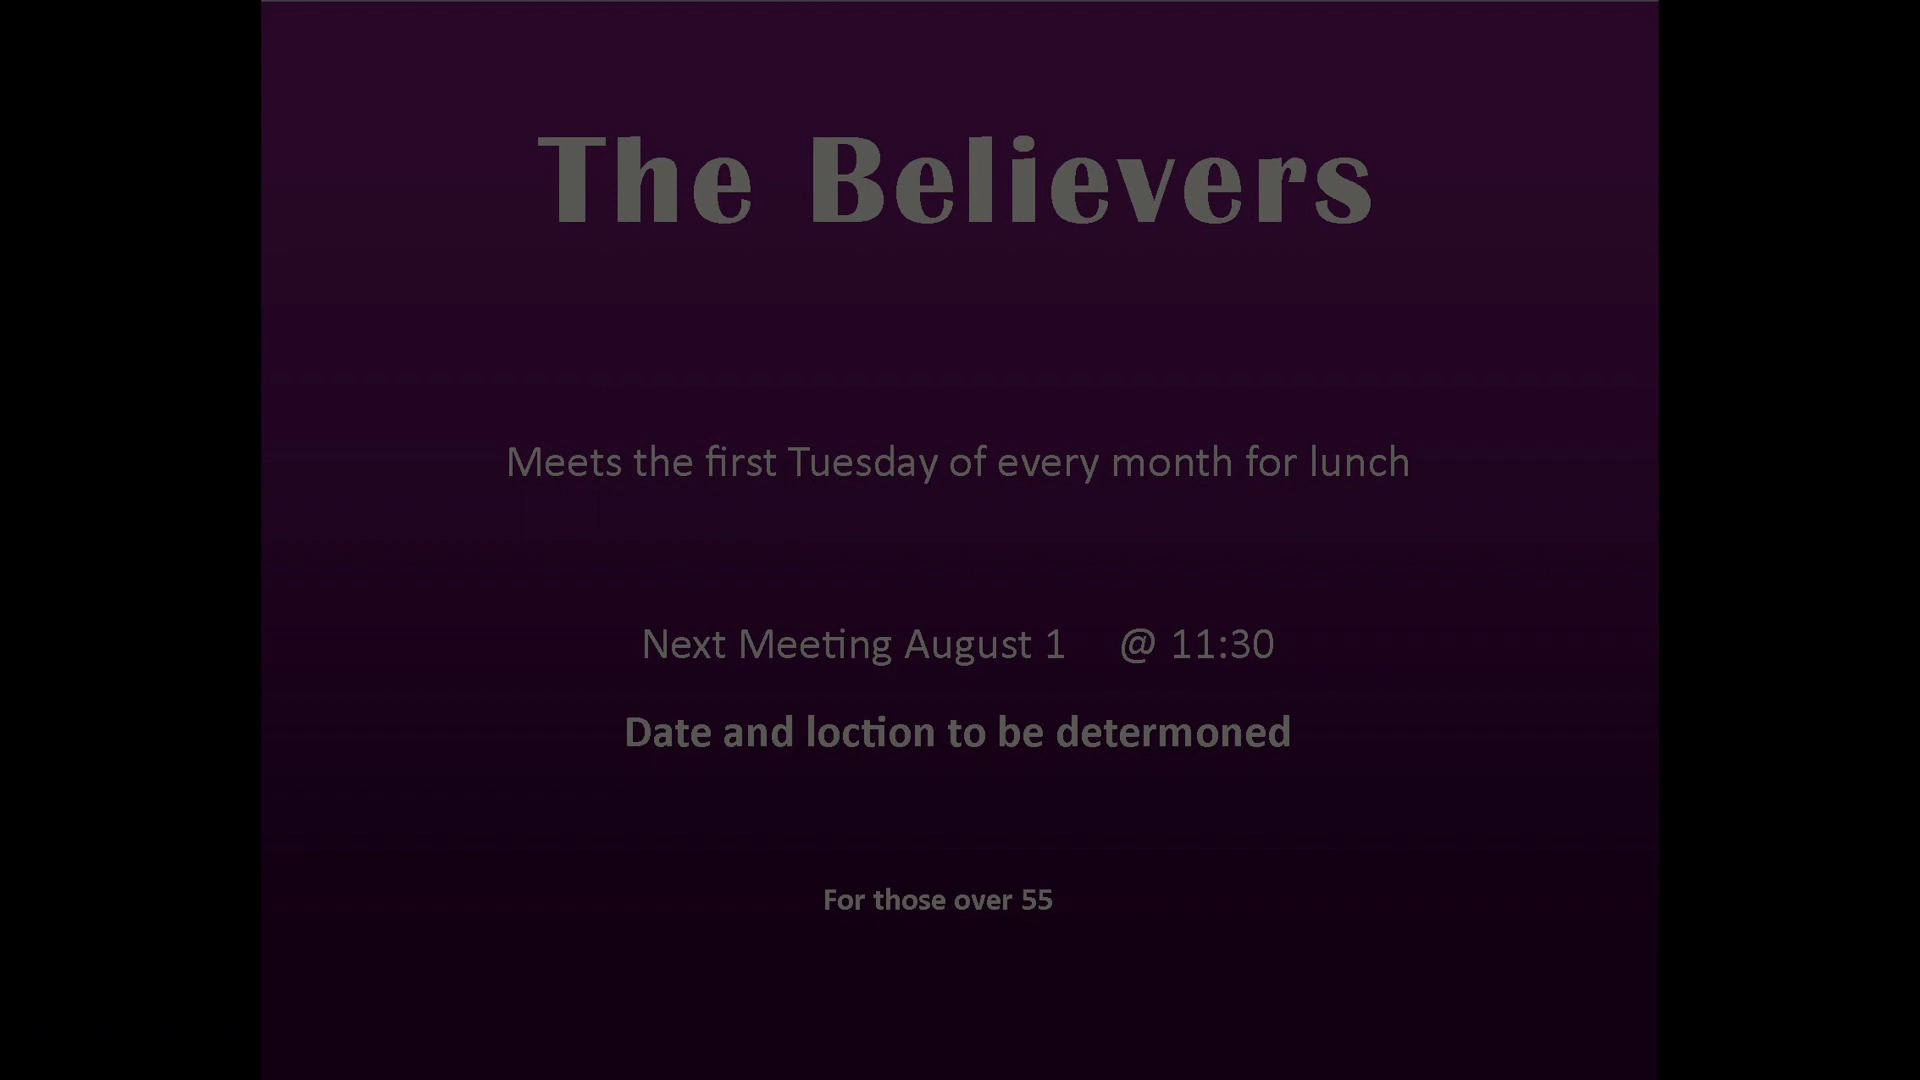 The Believers
Meets the first Tuesday of every month for lunch
Next Meeting August 1 @ 11:30
Date and loction to be determoned
For those over 55